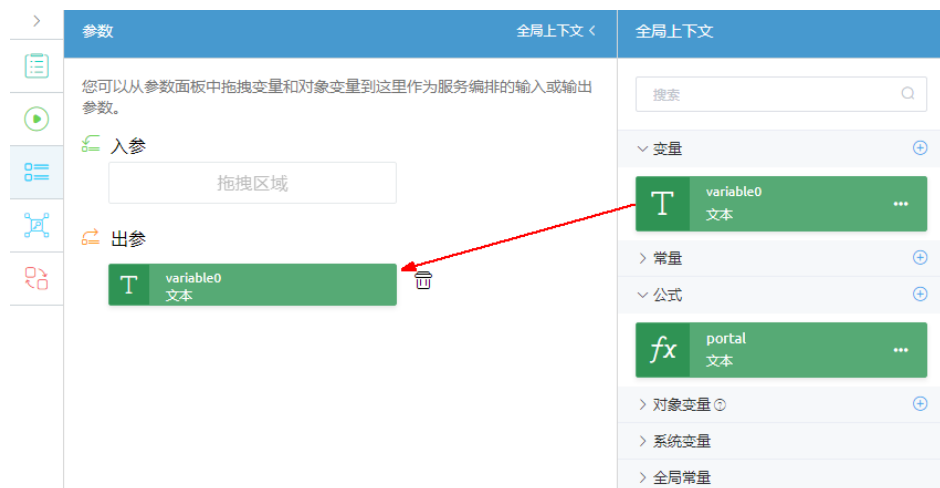 参数
全局上下文
您可以从参数面板中拖拽变量和对象变量到这里作为服务编排的输入或输出
参数。
入参
拖拽区域
出参
T
variable0
文本
全局上下文
搜索
变量
T
variable0
文本
常量
公式
fx
portal
文本
对象变量
系统变量
全局常量